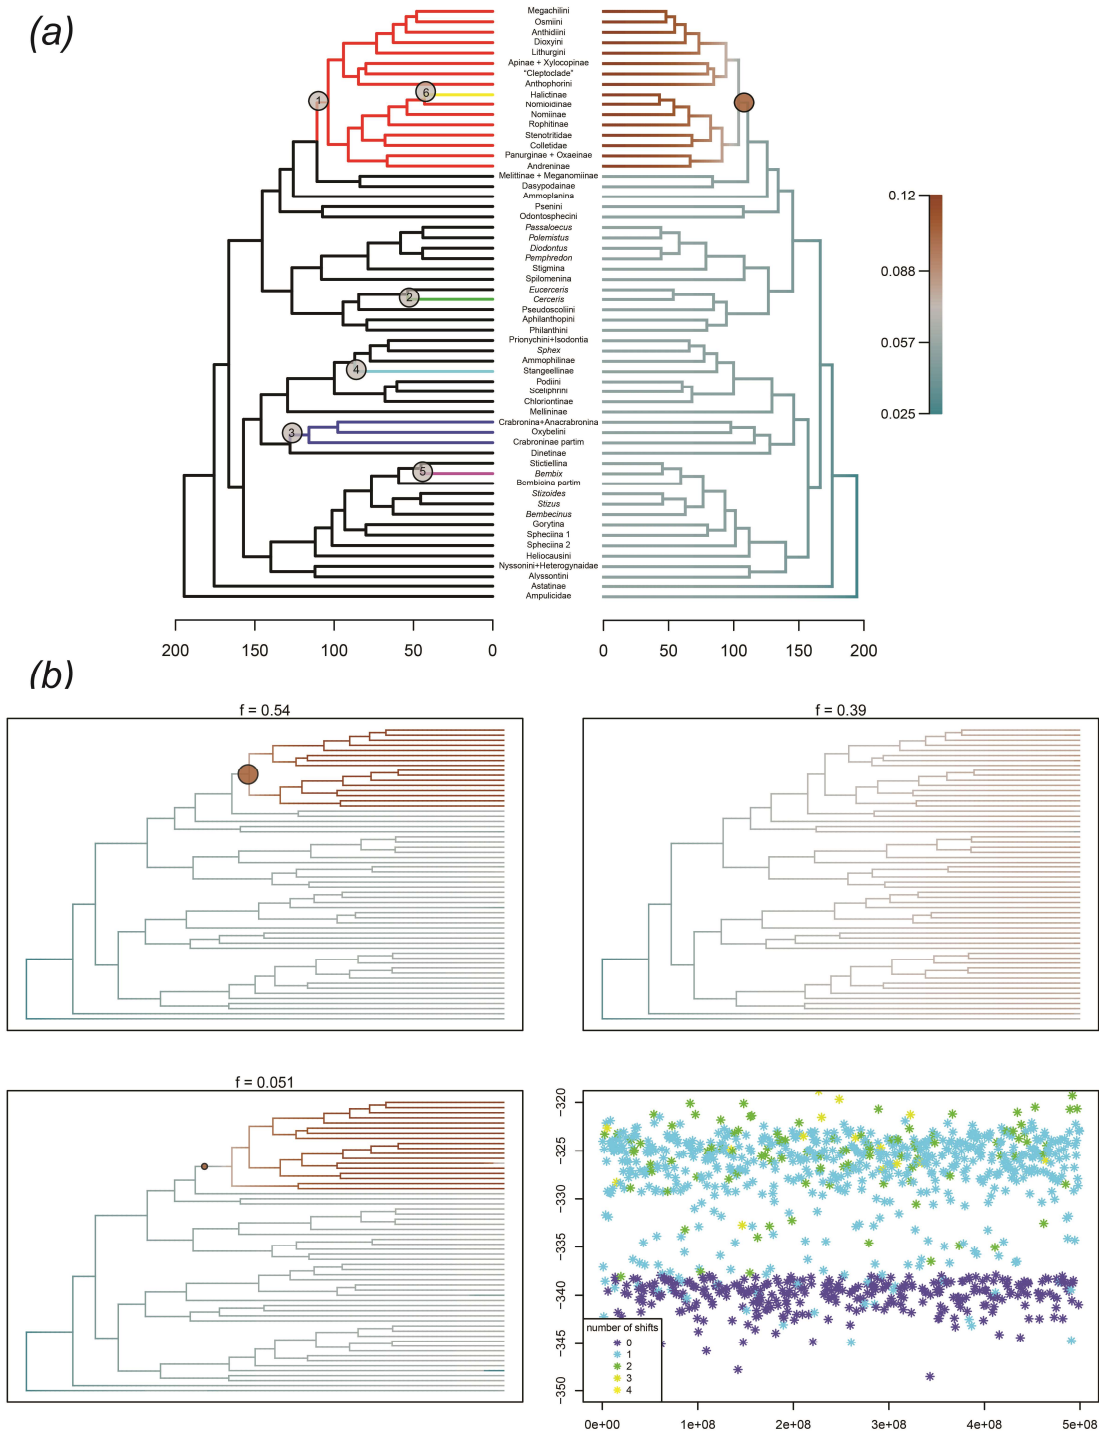 (a)
Megachilini
Osmiini
Anthidiini
Dioxyini
Lithurgini
Apinae + Xylocopinae
"Cleptoclade"
Anthophorini
Halictinae
Nomioidinae
Nomiinae
Rophitinae
Stenotritidae
Colletidae
Panurginae + Oxaeinae
Andreninae
Melittinae + Meganomiinae
Dasypodainae
Ammoplanina
Psenini
Odontosphecini
Passaloecus
Polemistus
Diodontus
Pemphredon
Stigmina
Spilomenina
Eucerceris
Cerceris
Pseudoscoliini
Aphilanthopini
Philanthini
Prionychini+Isodontia
Sphex
Ammophilinae
Stangeellinae
Podiini
Sceliphrini
Chloriontinae
Mellininae
Crabronina+Anacrabronina
Oxybelini
Crabroninae partim
Dinetinae
Stictiellina
Bembix
Bembicina partim
Stizoides
Stizus
Bembecinus
Gorytina
Spheciina 1
Spheciina 2
Heliocausini
Nyssonini+Heterogynaidae
Alyssontini
Astatinae
Ampulicidae
1
6
2
4
3
5
0.12
0.088
0.057
0.025
200 150 100 50 0
0 50 100 150 200
(b)
f = 0.54
f = 0.39
f = 0.051
-320
-325
-330
-335
-340
-345
-350
number of shifts
0
1
2
3
4
0e+00 1e+08 2e+08 3e+08 4e+08 5e+08